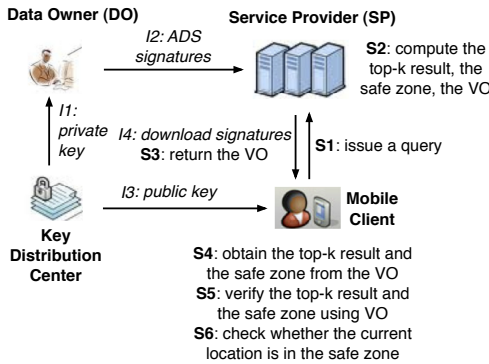 Data Owner (DO)
Service Provider (SP)
I2: ADS
signatures
S2: compute the
top-k result, the
safe zone, the VO
I1:
private
key
I4: download signatures
S3: return the VO
S1: issue a query
I3: public key
Mobile
Client
Key
Distribution
Center
S4: obtain the top-k result and
the safe zone from the VO
S5: verify the top-k result and
the safe zone using VO
S6: check whether the current
location is in the safe zone